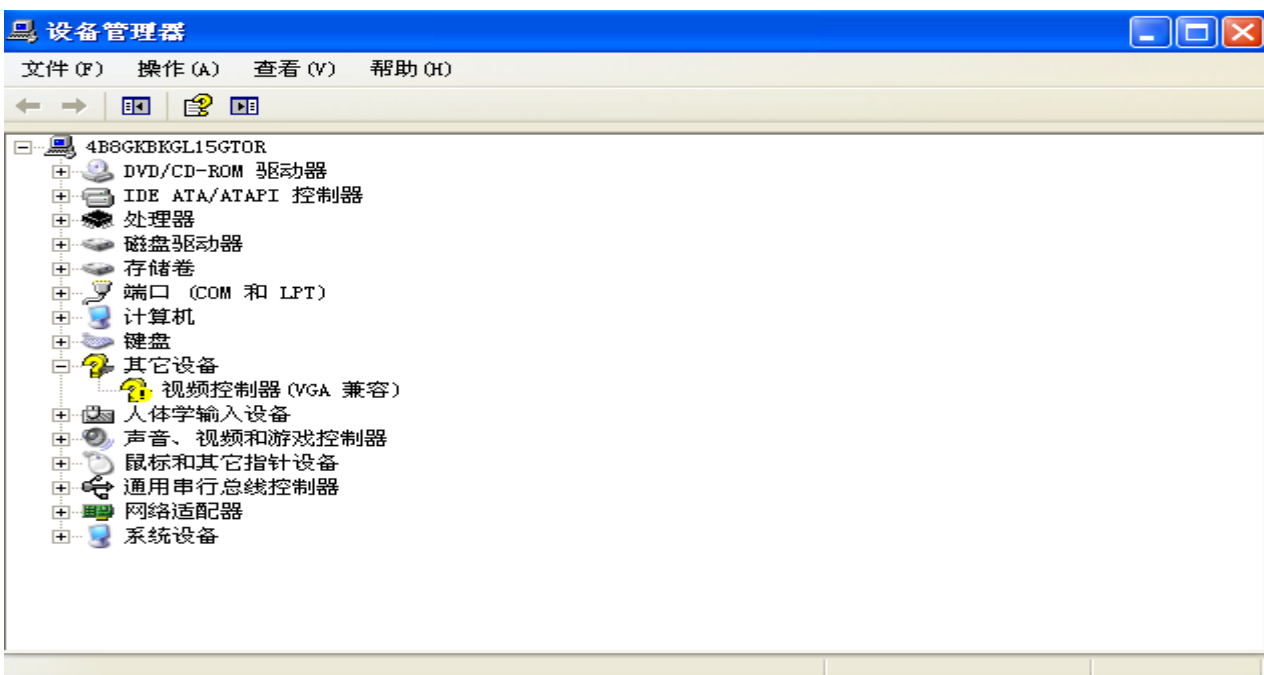 设备管理器
文件(F) 操作(A) 查看(V) 帮助(H)
4B8GKBKGL15GTOR
DVD/CD-ROM 驱动器
IDE ATA/ATAPI 控制器
处理器
磁盘驱动器
存储卷
端口 (COM 和 LPT)
计算机
键盘
其它设备
视频控制器(VGA 兼容)
人体学输入设备
声音、视频和游戏控制器
鼠标和其它指针设备
通用串行总线控制器
网络适配器
系统设备